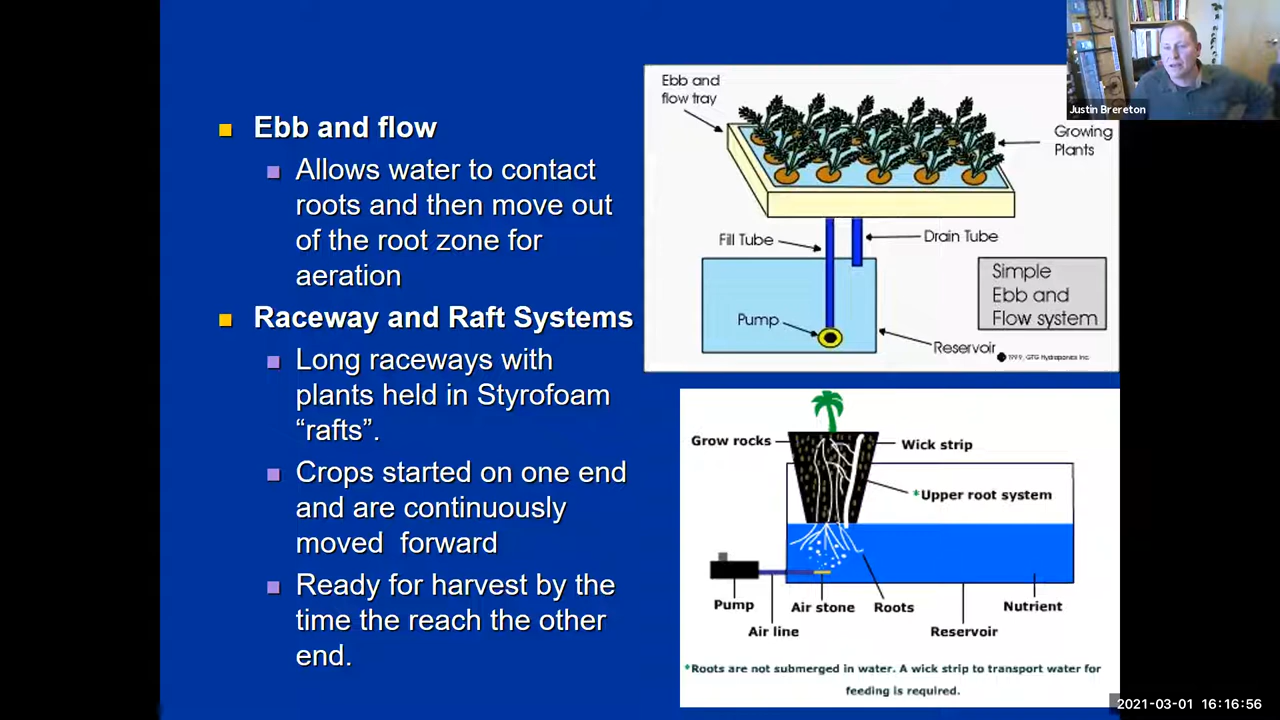 Ebb and flow
Allows water to contact
roots and then move out
of the root zone for
aeration
Raceway and Raft Systems
Long raceways with
plants held in Styrofoam
“rafts”.
Crops started on one end
and are continuously
moved forward
Ready for harvest by the
time the reach the other
end.
Ebb and
flow tray
Growing
Plants
Fill Tube
Drain Tube
Simple
Ebb and
Flow system
Pump
Reservoir
1999, GTG Hydroponics Inc.
Justin Brereton
Grow rocks
Wick strip
*Upper root system
Pump
Air stone
Roots
Nutrient
Air line
Reservoir
*Roots are not submerged in water. A wick strip to transport water for
feeding is required.
2021-03-01 16:16:56